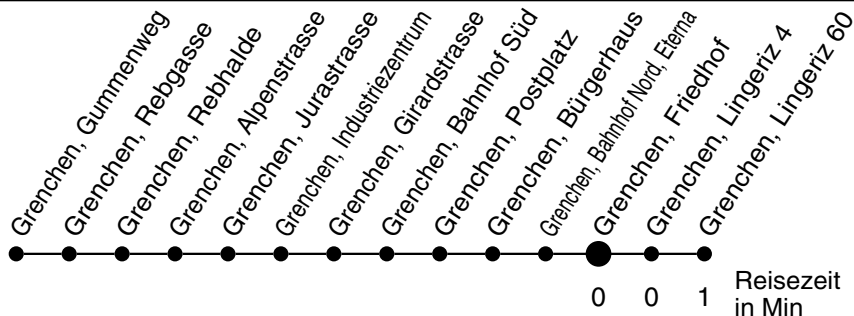 Grenchen, Gummenweg
Grenchen, Rebgasse
Grenchen, Rebhalde
Grenchen, Alpenstrasse
Grenchen, Jurastrasse
Grenchen, Industriezentrum
Grenchen, Girardstrasse
Grenchen, Bahnhof Süd
Grenchen, Postplatz
Grenchen, Bürgerhaus
Grenchen, Bahnhof Nord, Eterna
Grenchen, Friedhof
Grenchen, Lingeriz 4
Grenchen, Lingeriz 60
0 0 1 Reisezeit
in Min